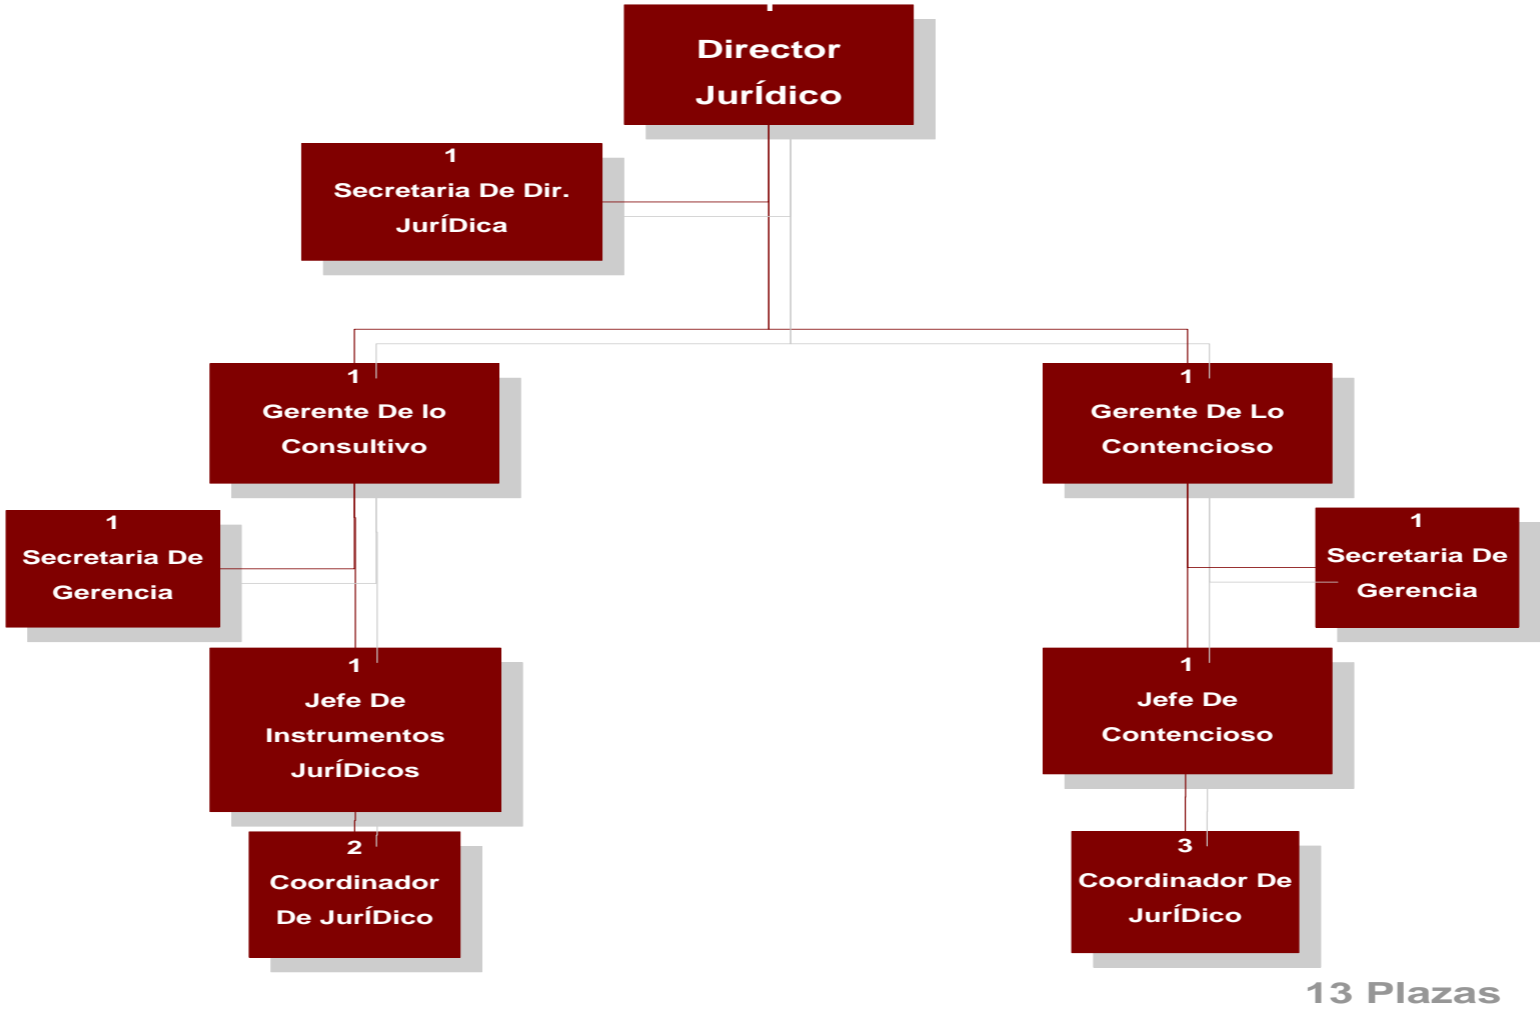 1
Director
JurÍdico
1
Secretaria De Dir.
JurÍDica
1
Gerente De lo
Consultivo
1
Gerente De Lo
Contencioso
1
Secretaria De
Gerencia
1
Secretaria De
Gerencia
1
Jefe De
Instrumentos
JurÍDicos
1
Jefe De
Contencioso
2
Coordinador
De JurÍDico
3
Coordinador De
JurÍDico
13 Plazas